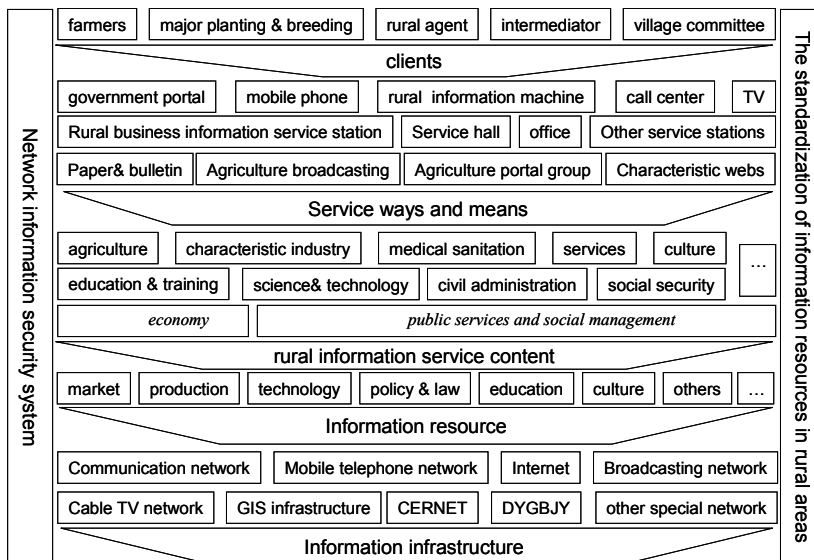 farmers major planting & breeding rural agent intermediator village committee
clients
government portal mobile phone rural information machine call center TV
Rural business information service station Service hall office Other service stations
Paper& bulletin Agriculture broadcasting Agriculture portal group Characteristic webs
Service ways and means
agriculture characteristic industry medical sanitation services culture ...
education & training science& technology civil administration social security
economy public services and social management
rural information service content
market production technology policy & law education culture others ...
Information resource
Communication network Mobile telephone network Internet Broadcasting network
Cable TV network GIS infrastructure CERNET DYGBJY other special network
Information infrastructure
Network information security system
The standardization of information resources in rural areas